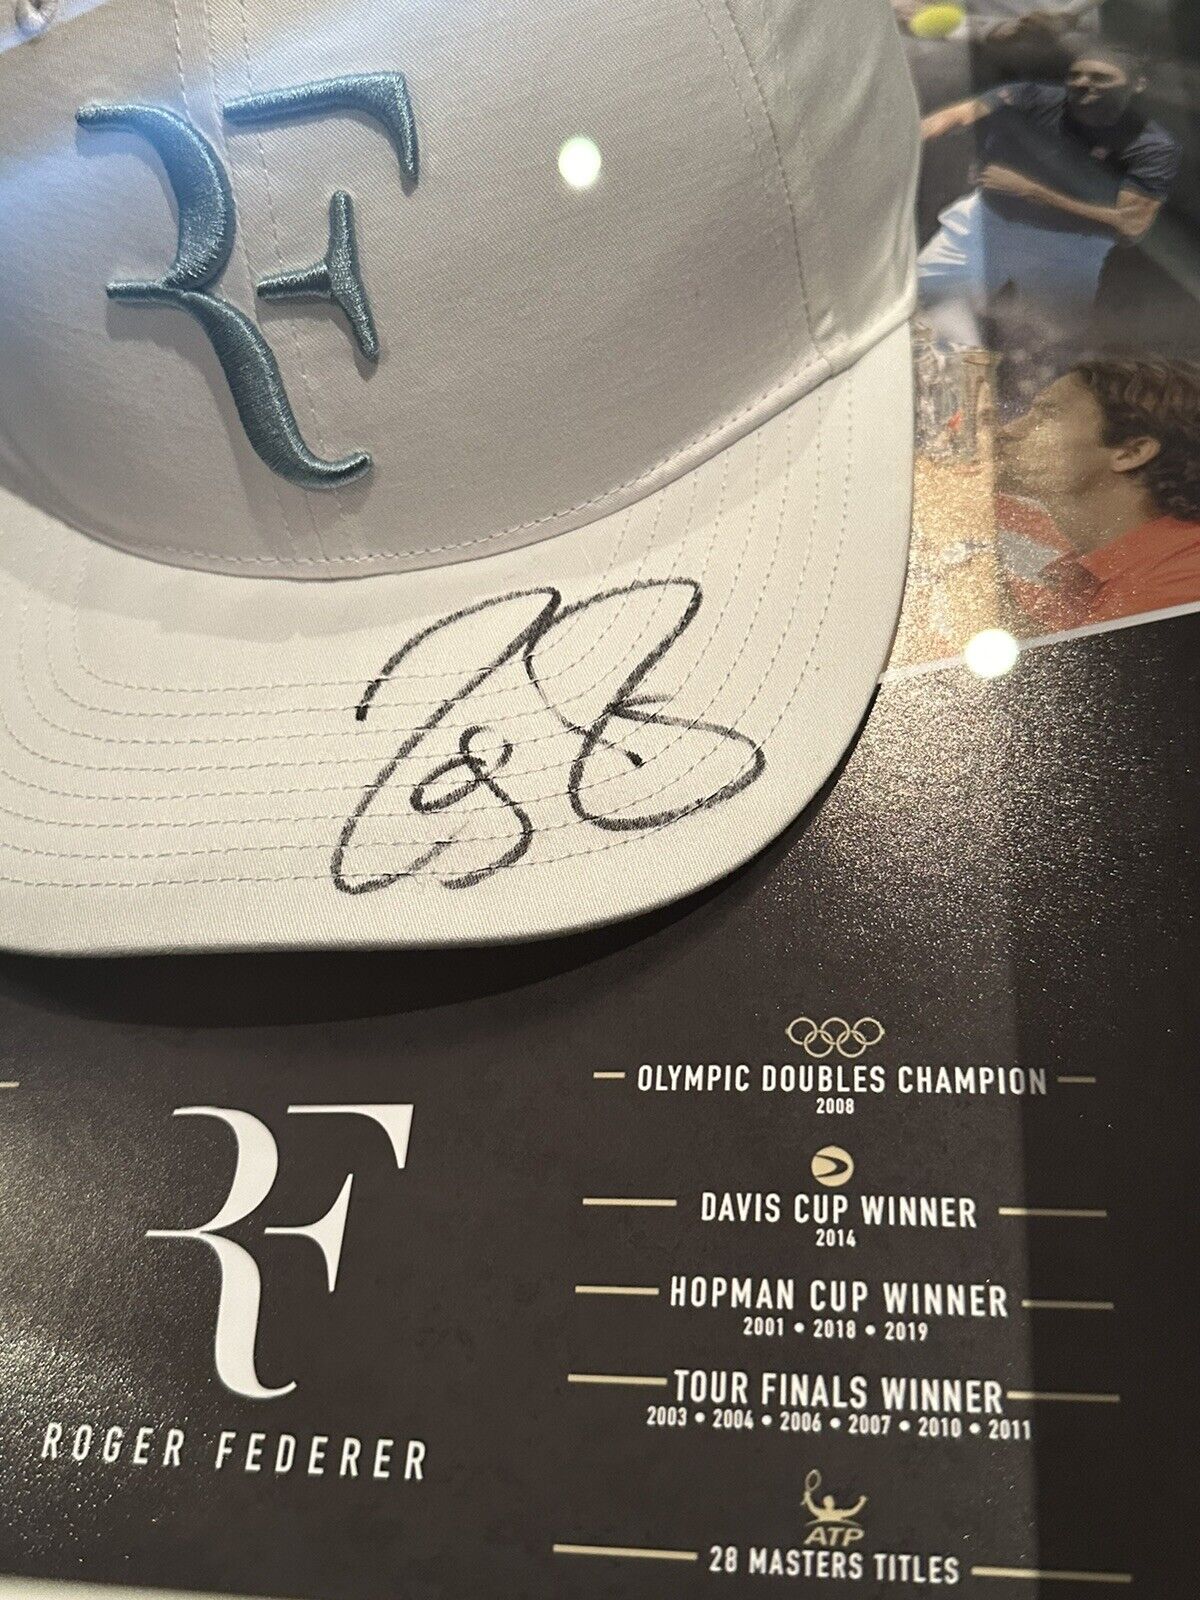 RF
RF
ROGER FEDERER
OLYMPIC DOUBLES CHAMPION
2008
DAVIS CUP WINNER
2014
HOPMAN CUP WINNER
2001 • 2018 • 2019
TOUR FINALS WINNER
2003 • 2004 • 2006 • 2007 • 2010 • 2011
ATP
28 MASTERS TITLES